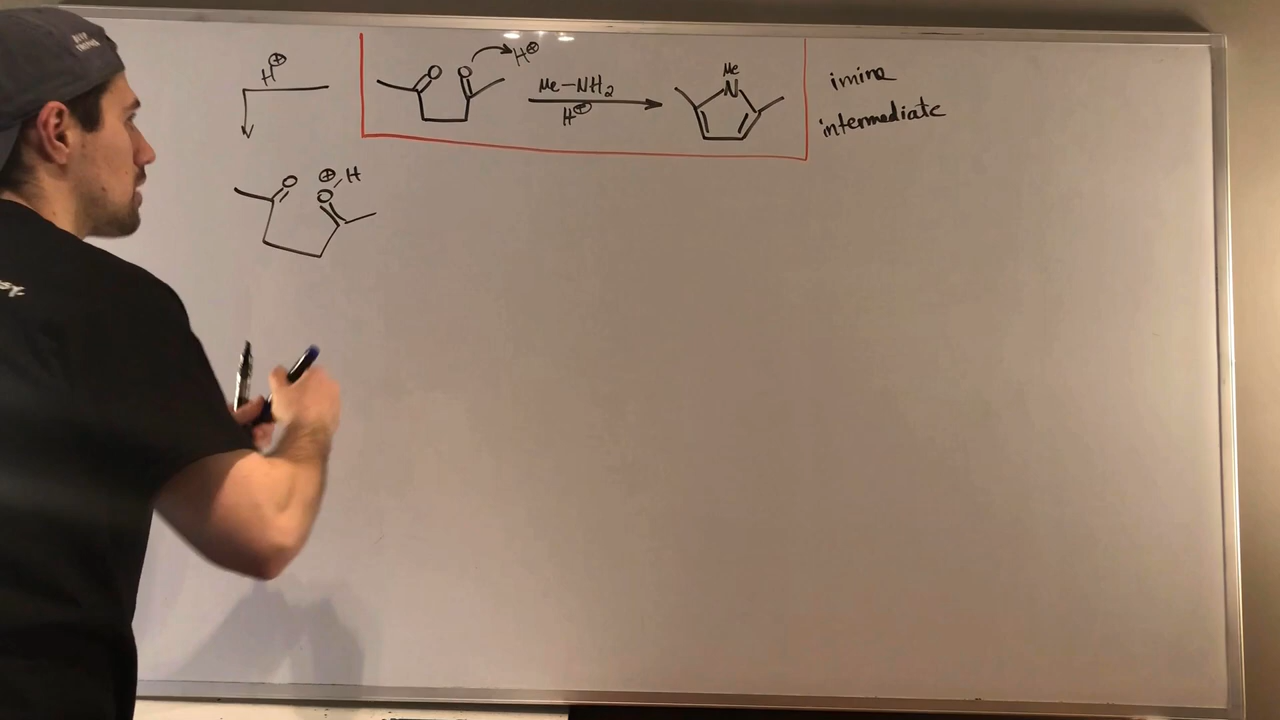 H⊕
O O H⊕
Me-NH2
H⊕
Me
N
imine
intermediate
O O ⊕ H